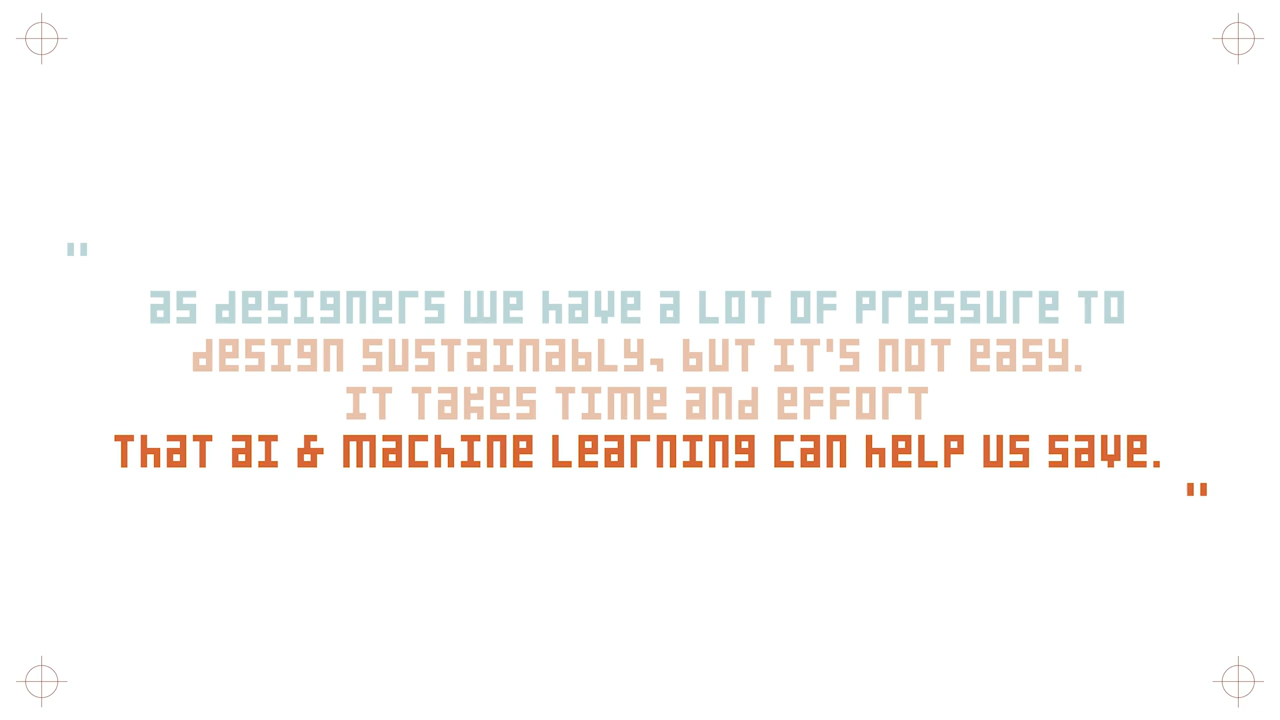 "
as designers we have a LOT OF Pressure TO
design sustainably, but IT's not easy.
IT Takes Time and effort
That aI & machine Learning can help us save.
"